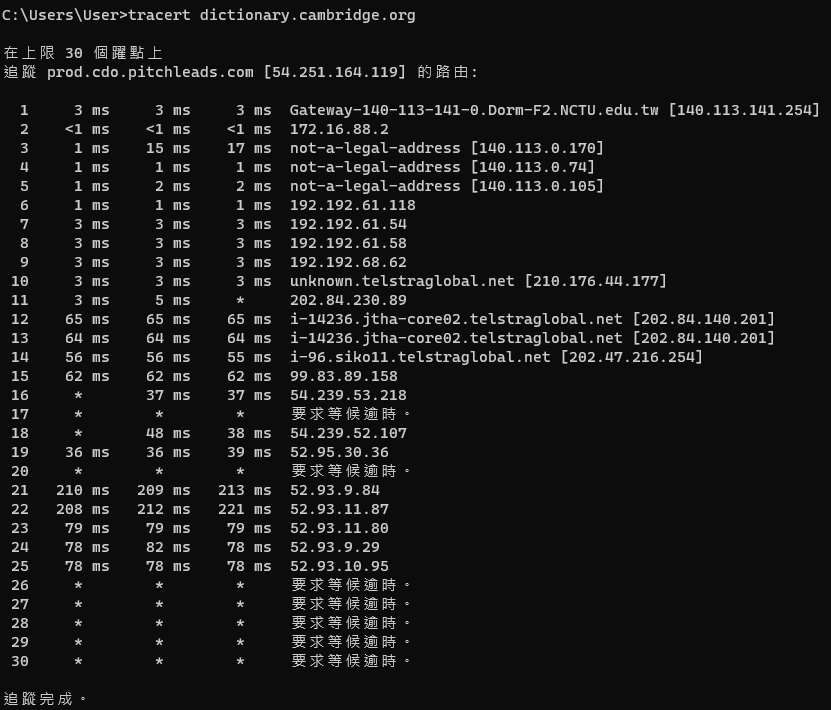 C:\Users\User>tracert dictionary.cambridge.org
在上限 30 個躍點上
追蹤 prod.cdo.pitchleads.com [54.251.164.119] 的路由:
1 3 ms 3 ms 3 ms Gateway-140-113-141-0.Dorm-F2.NCTU.edu.tw [140.113.141.254]
2 <1 ms <1 ms <1 ms 172.16.88.2
3 1 ms 15 ms 17 ms not-a-legal-address [140.113.0.170]
4 1 ms 1 ms 1 ms not-a-legal-address [140.113.0.74]
5 1 ms 2 ms 2 ms not-a-legal-address [140.113.0.105]
6 1 ms 1 ms 1 ms 192.192.61.118
7 3 ms 3 ms 3 ms 192.192.61.54
8 3 ms 3 ms 3 ms 192.192.61.58
9 3 ms 3 ms 3 ms 192.192.68.62
10 3 ms 3 ms 3 ms unknown.telstraglobal.net [210.176.44.177]
11 3 ms 5 ms * 202.84.230.89
12 65 ms 65 ms 65 ms i-14236.jtha-core02.telstraglobal.net [202.84.140.201]
13 64 ms 64 ms 64 ms i-14236.jtha-core02.telstraglobal.net [202.84.140.201]
14 56 ms 56 ms 55 ms i-96.siko11.telstraglobal.net [202.47.216.254]
15 62 ms 62 ms 62 ms 99.83.89.158
16 * 37 ms 37 ms 54.239.53.218
17 * * * 要求等候逾時。
18 * 48 ms 38 ms 54.239.52.107
19 36 ms 36 ms 39 ms 52.95.30.36
20 * * * 要求等候逾時。
21 210 ms 209 ms 213 ms 52.93.9.84
22 208 ms 212 ms 221 ms 52.93.11.87
23 79 ms 79 ms 79 ms 52.93.11.80
24 78 ms 82 ms 78 ms 52.93.9.29
25 78 ms 78 ms 78 ms 52.93.10.95
26 * * * 要求等候逾時。
27 * * * 要求等候逾時。
28 * * * 要求等候逾時。
29 * * * 要求等候逾時。
30 * * * 要求等候逾時。
追蹤完成。